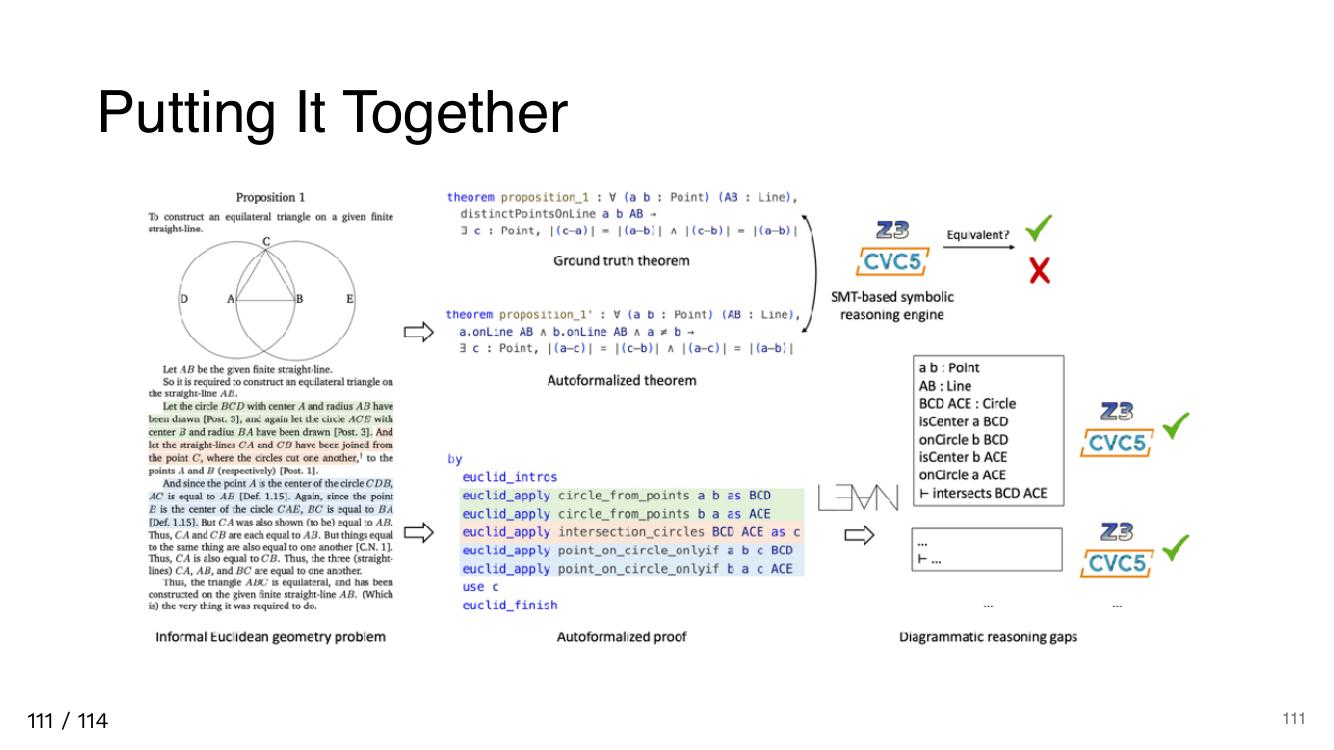 Putting It Together
Proposition 1
To construct an equilateral triangle on a given finite
straight-line.
C
D
A
B
E
Let AB be the given finite straight-line.
So it is required to construct an equilateral triangle on
the straight-line AB.
Let the circle BCD with center A and radius AB have
been drawn [Post. 3], and again let the circle ACE with
center B and radius BA have been drawn [Post. 3]. And
let the straight-lines CA and CB have been joined from
the point C, where the circles cut one another,† to the
points A and B (respectively) [Post. 1].
And since the point A is the center of the circle CDB,
AC is equal to AB [Def. 1.15]. Again, since the point
B is the center of the circle CAE, BC is equal to BA
[Def. 1.15]. But CA was also shown (to be) equal to AB.
Thus, CA and CB are each equal to AB. But things equal
to the same thing are also equal to one another [C.N. 1].
Thus, CA is also equal to CB. Thus, the three (straight-
lines) CA, AB, and BC are equal to one another.
Thus, the triangle ABC is equilateral, and has been
constructed on the given finite straight-line AB. (Which
is) the very thing it was required to do.
Informal Euclidean geometry problem
theorem proposition_1 : ∀ (a b : Point) (AB : Line),
distinctPointsOnLine a b AB →
∃ c : Point, |(c−a)| = |(a−b)| ∧ |(c−b)| = |(a−b)|
Ground truth theorem
theorem proposition_1' : ∀ (a b : Point) (AB : Line),
a.onLine AB ∧ b.onLine AB ∧ a ≠ b →
∃ c : Point, |(a−c)| = |(c−b)| ∧ |(a−c)| = |(a−b)|
Autoformalized theorem
Z3
CVC5
Equivalent?
SMT-based symbolic
reasoning engine
by
euclid_intros
euclid_apply circle_from_points a b as BCD
euclid_apply circle_from_points b a as ACE
euclid_apply intersection_circles BCD ACE as c
euclid_apply point_on_circle_onlyif a b c BCD
euclid_apply point_on_circle_onlyif b a c ACE
use c
euclid_finish
Autoformalized proof
LEAN
a b : Point
AB : Line
BCD ACE : Circle
isCenter a BCD
onCircle b BCD
isCenter b ACE
onCircle a ACE
⊢ intersects BCD ACE
Z3
CVC5
...
⊢ ...
Z3
CVC5
... ...
Diagrammatic reasoning gaps
111 / 114
111